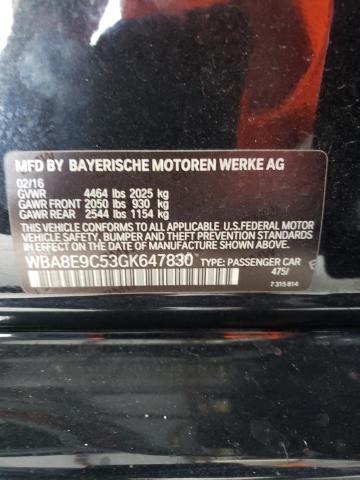 MFD BY BAYERISCHE MOTOREN WERKE AG
02/16
GVWR 4464 lbs 2025 kg
GAWR FRONT 2050 lbs 930 kg
GAWR REAR 2544 lbs 1154 kg
THIS VEHICLE CONFORMS TO ALL APPLICABLE U.S. FEDERAL MOTOR
VEHICLE SAFETY, BUMPER AND THEFT PREVENTION STANDARDS
IN EFFECT ON THE DATE OF MANUFACTURE SHOWN ABOVE.
WBA8E9C53GK647830 TYPE: PASSENGER CAR
475/
7 315 814